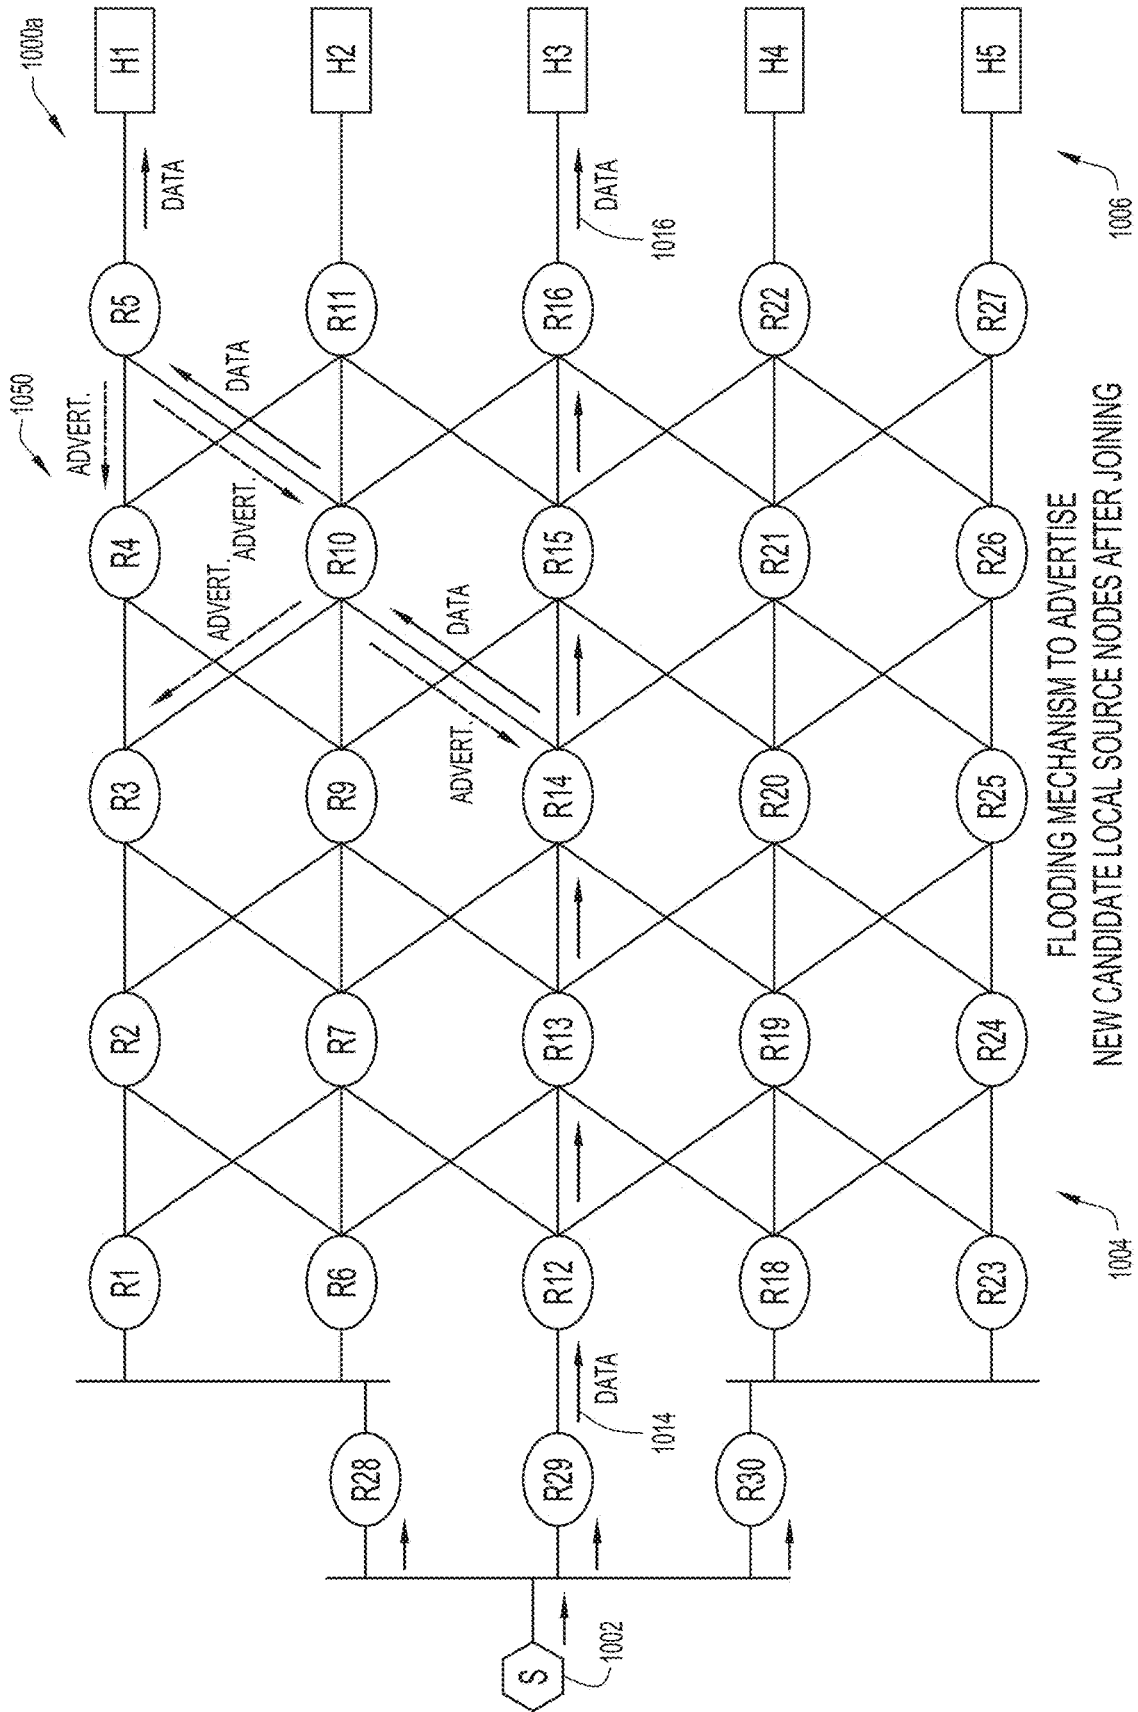 1000a
H1
H2
H3
H4
H5
DATA
DATA
1016
1006
R5
R11
R16
R22
R27
1050
ADVERT.
DATA
ADVERT.
R4
R10
R15
R21
R26
ADVERT.
DATA
ADVERT.
R3
R9
R14
R20
R25
R2
R7
R13
R19
R24
R1
R6
R12
R18
R23
1004
DATA
1014
R28
R29
R30
S
1002
FLOODING MECHANISM TO ADVERTISE
NEW CANDIDATE LOCAL SOURCE NODES AFTER JOINING